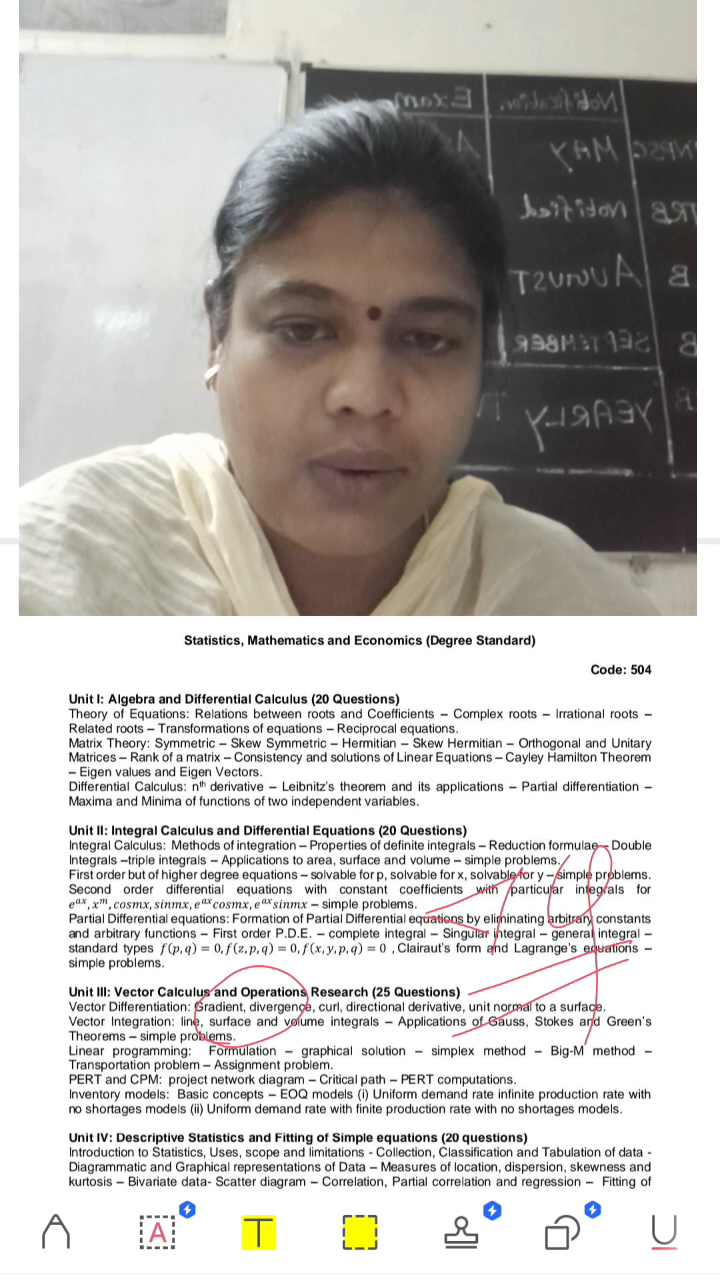 Exam Notification
MAY TNPSC
Notified TRB
AUGUST B
SEPTEMBER B
YEARLY B
Statistics, Mathematics and Economics (Degree Standard)
Code: 504
Unit I: Algebra and Differential Calculus (20 Questions)
Theory of Equations: Relations between roots and Coefficients – Complex roots – Irrational roots –
Related roots – Transformations of equations – Reciprocal equations.
Matrix Theory: Symmetric – Skew Symmetric – Hermitian – Skew Hermitian – Orthogonal and Unitary
Matrices – Rank of a matrix – Consistency and solutions of Linear Equations – Cayley Hamilton Theorem
– Eigen values and Eigen Vectors.
Differential Calculus: nᵗʰ derivative – Leibnitz's theorem and its applications – Partial differentiation –
Maxima and Minima of functions of two independent variables.
Unit II: Integral Calculus and Differential Equations (20 Questions)
Integral Calculus: Methods of integration – Properties of definite integrals – Reduction formulae – Double
Integrals –triple integrals – Applications to area, surface and volume – simple problems.
First order but of higher degree equations – solvable for p, solvable for x, solvable for y – simple problems.
Second order differential equations with constant coefficients with particular integrals for
eᵃˣ, xᵐ, cosmx, sinmx, eᵃˣcosmx, eᵃˣsinmx – simple problems.
Partial Differential equations: Formation of Partial Differential equations by eliminating arbitrary constants
and arbitrary functions – First order P.D.E. – complete integral – Singular integral – general integral –
standard types f(p,q) = 0, f(z,p,q) = 0, f(x,y,p,q) = 0 , Clairaut's form and Lagrange's equations –
simple problems.
Unit III: Vector Calculus and Operations Research (25 Questions)
Vector Differentiation: Gradient, divergence, curl, directional derivative, unit normal to a surface.
Vector Integration: line, surface and volume integrals – Applications of Gauss, Stokes and Green's
Theorems – simple problems.
Linear programming: Formulation – graphical solution – simplex method – Big-M method –
Transportation problem – Assignment problem.
PERT and CPM: project network diagram – Critical path – PERT computations.
Inventory models: Basic concepts – EOQ models (i) Uniform demand rate infinite production rate with
no shortages models (ii) Uniform demand rate with finite production rate with no shortages models.
Unit IV: Descriptive Statistics and Fitting of Simple equations (20 questions)
Introduction to Statistics, Uses, scope and limitations - Collection, Classification and Tabulation of data -
Diagrammatic and Graphical representations of Data – Measures of location, dispersion, skewness and
kurtosis – Bivariate data- Scatter diagram – Correlation, Partial correlation and regression – Fitting of
A T U